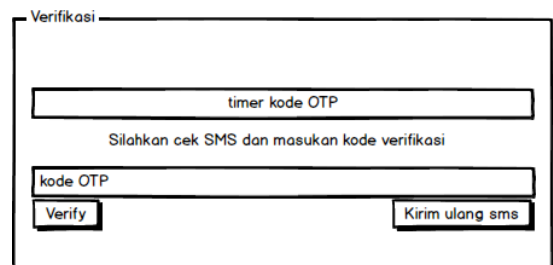 Verifikasi
timer kode OTP
Silahkan cek SMS dan masukan kode verifikasi
kode OTP
Verify
Kirim ulang sms